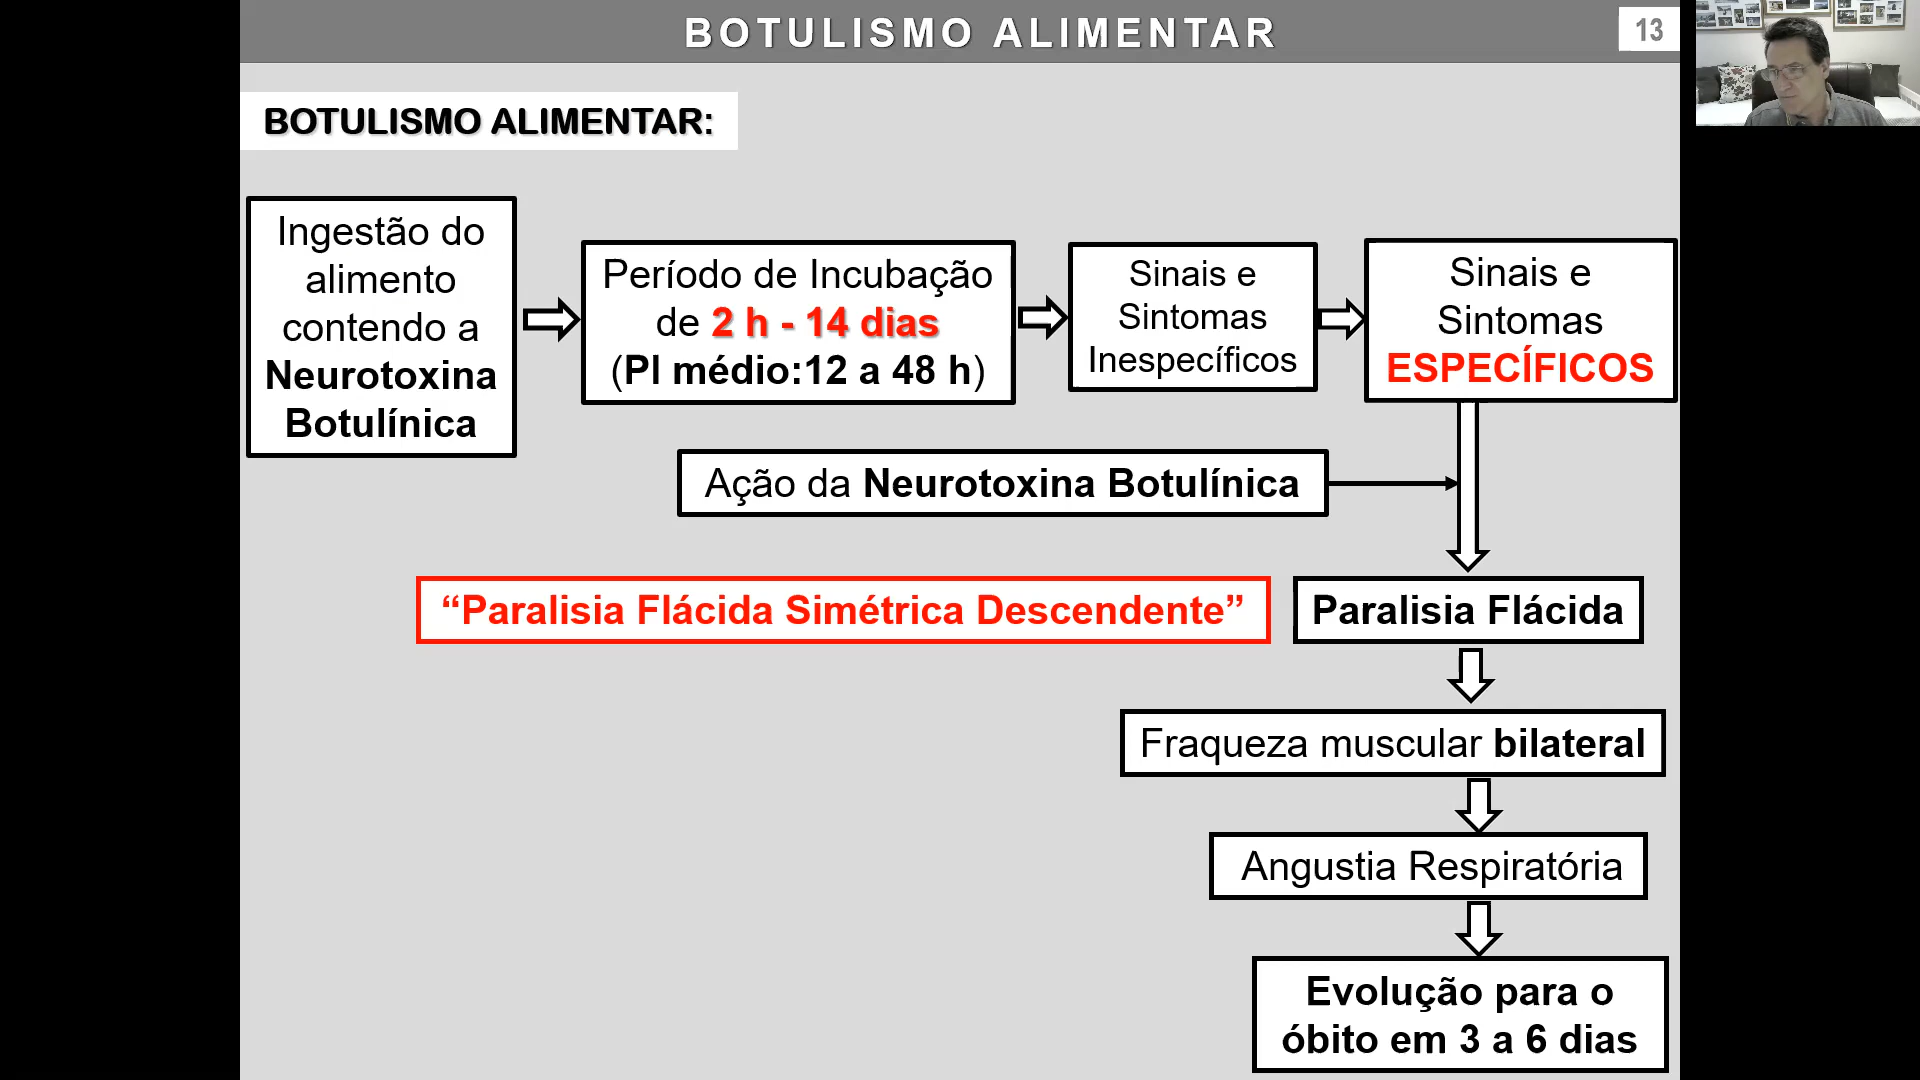 BOTULISMO ALIMENTAR
13
BOTULISMO ALIMENTAR:
Ingestão do
alimento
contendo a
Neurotoxina
Botulínica
Período de Incubação
de 2 h - 14 dias
(PI médio:12 a 48 h)
Sinais e
Sintomas
Inespecíficos
Sinais e
Sintomas
ESPECÍFICOS
Ação da Neurotoxina Botulínica
“Paralisia Flácida Simétrica Descendente”
Paralisia Flácida
Fraqueza muscular bilateral
Angustia Respiratória
Evolução para o
óbito em 3 a 6 dias